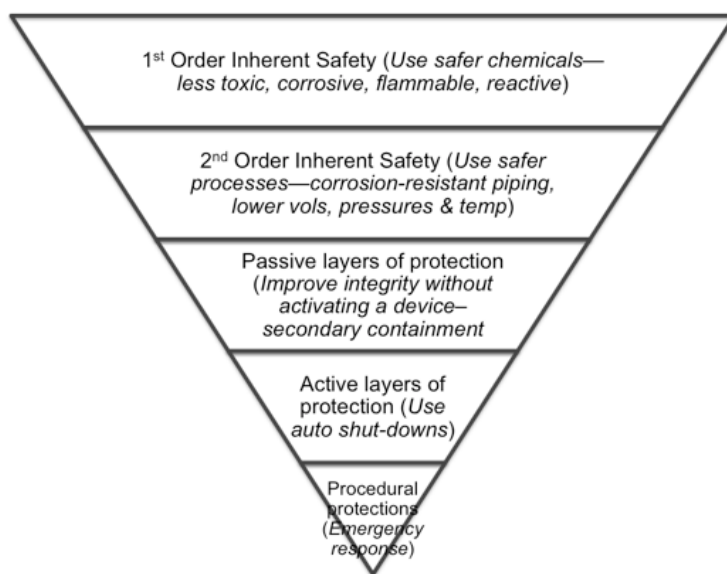 1st Order Inherent Safety (Use safer chemicals—
less toxic, corrosive, flammable, reactive)
2nd Order Inherent Safety (Use safer
processes—corrosion-resistant piping,
lower vols, pressures & temp)
Passive layers of protection
(Improve integrity without
activating a device–
secondary containment
Active layers of
protection (Use
auto shut-downs)
Procedural
protections
(Emergency
response)